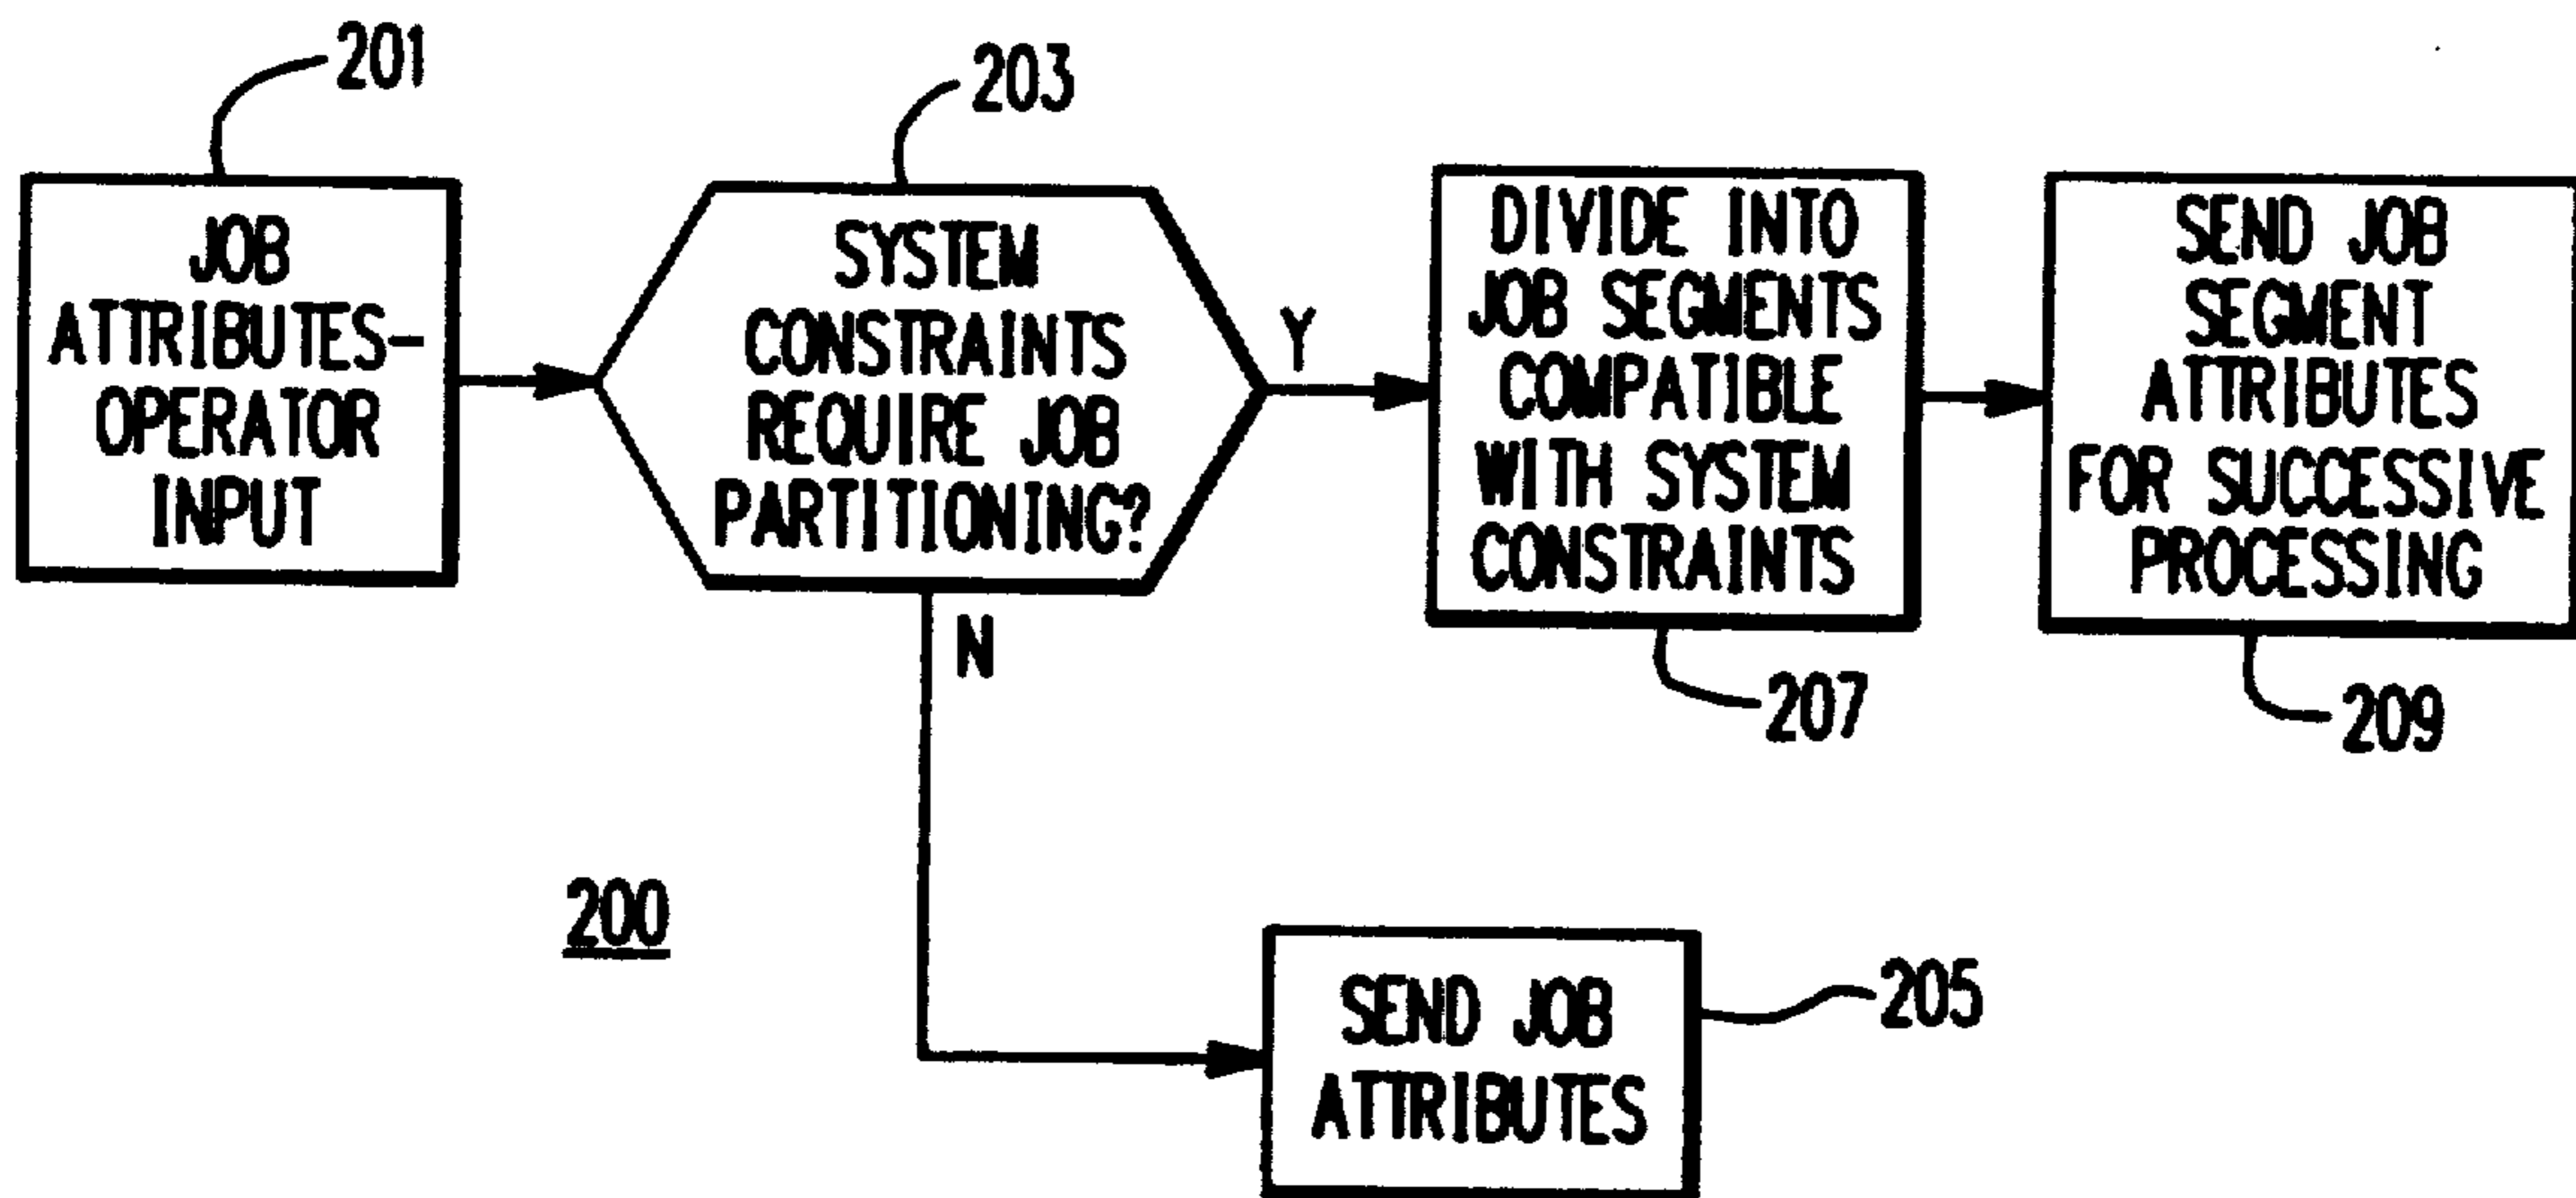 201
203
JOB
ATTRIBUTES-
OPERATOR
INPUT
SYSTEM
CONSTRAINTS
REQUIRE JOB
PARTITIONING?
Y
N
DIVIDE INTO
JOB SEGMENTS
COMPATIBLE
WITH SYSTEM
CONSTRAINTS
207
SEND JOB
SEGMENT
ATTRIBUTES
FOR SUCCESSIVE
PROCESSING
209
200
SEND JOB
ATTRIBUTES
205